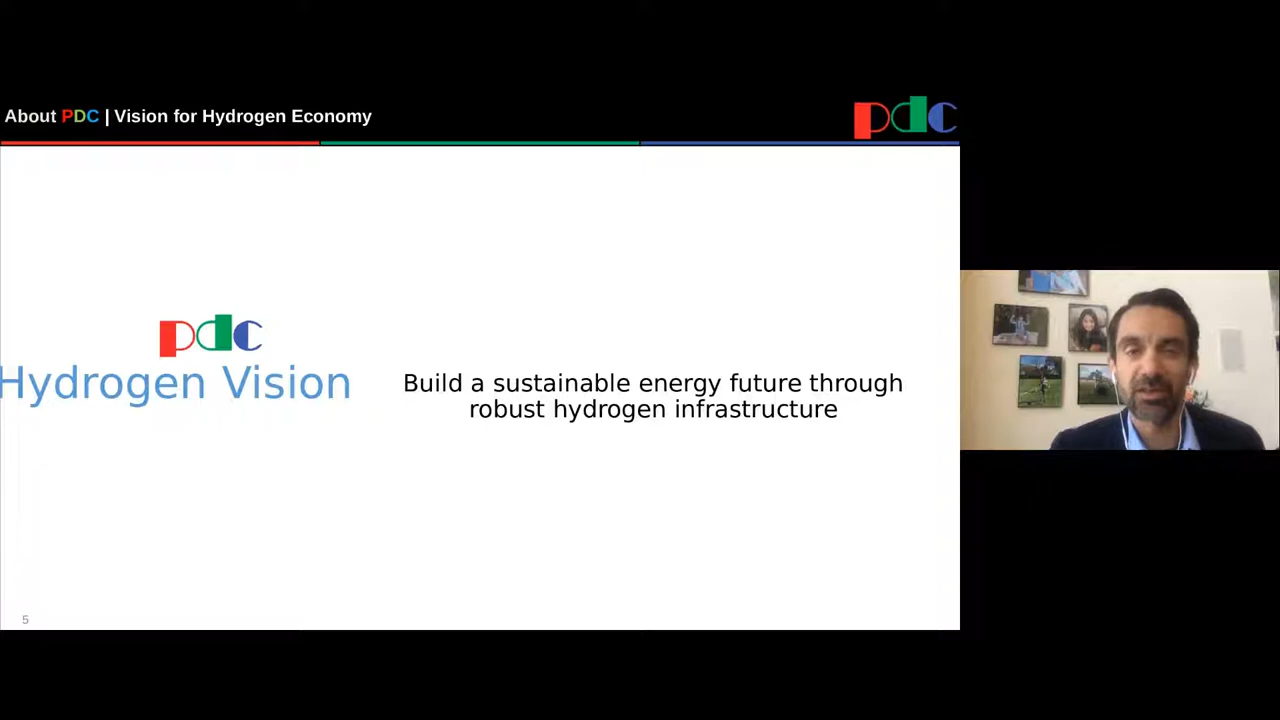 About PDC | Vision for Hydrogen Economy
pdc
pdc
Hydrogen Vision
Build a sustainable energy future through
robust hydrogen infrastructure
5